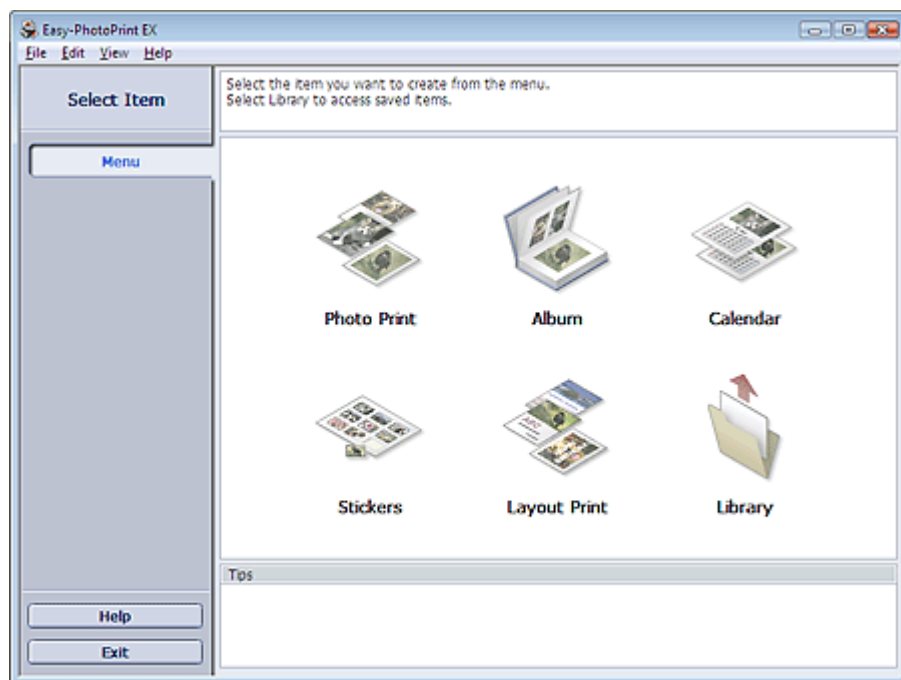 Easy-PhotoPrint EX
File Edit View Help
Select Item
Select the item you want to create from the menu.
Select Library to access saved items.
Menu
Photo Print
Album
Calendar
Stickers
Layout Print
Library
Tips
Help
Exit